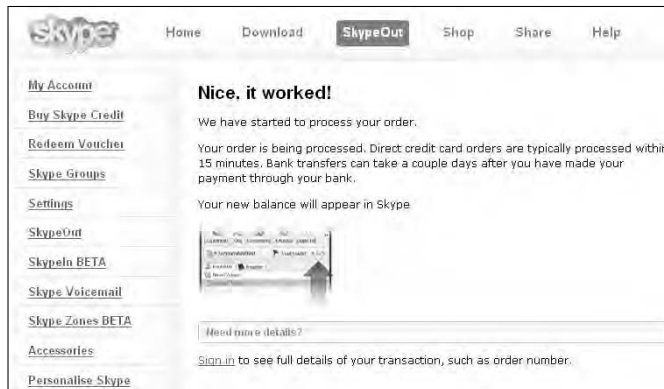 skype
Home Download SkypeOut Shop Share Help
My Account
Buy Skype Credit
Redeem Voucher
Skype Groups
Settings
SkypeOut
SkypeIn BETA
Skype Voicemail
Skype Zones BETA
Accessories
Personalise Skype
Nice, it worked!
We have started to process your order.
Your order is being processed. Direct credit card orders are typically processed within
15 minutes. Bank transfers can take a couple days after you have made your
payment through your bank.
Your new balance will appear in Skype
Need more details?
Sign in to see full details of your transaction, such as order number.